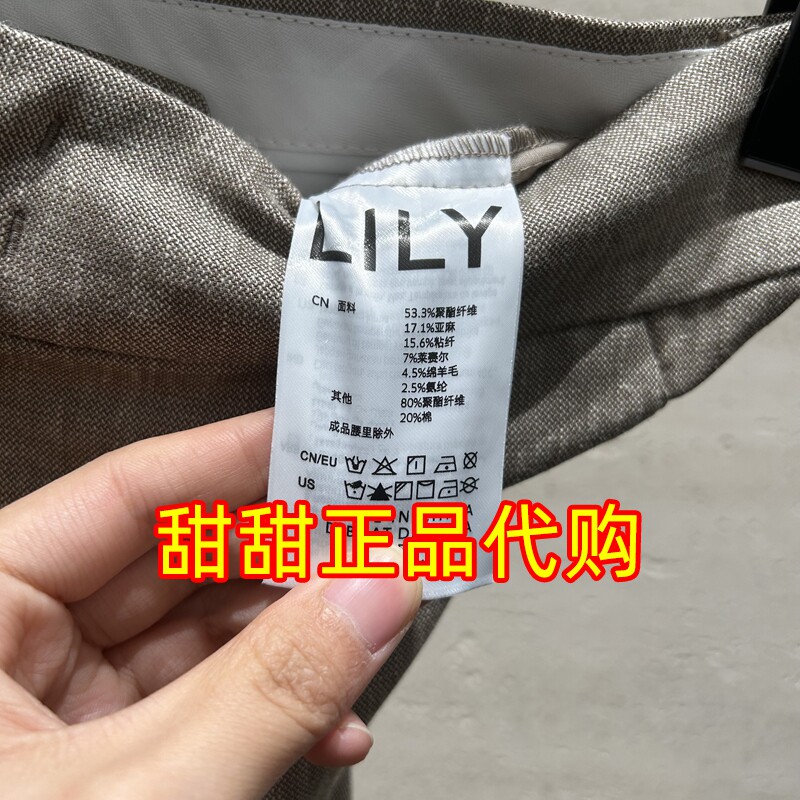 LILY
CN 面料 53.3%聚酯纤维
17.1%亚麻
15.6%粘纤
7%莱赛尔
4.5%绵羊毛
2.5%氨纶
其他 80%聚酯纤维
20%棉
成品腰里除外
CN/EU
US
甜甜正品代购